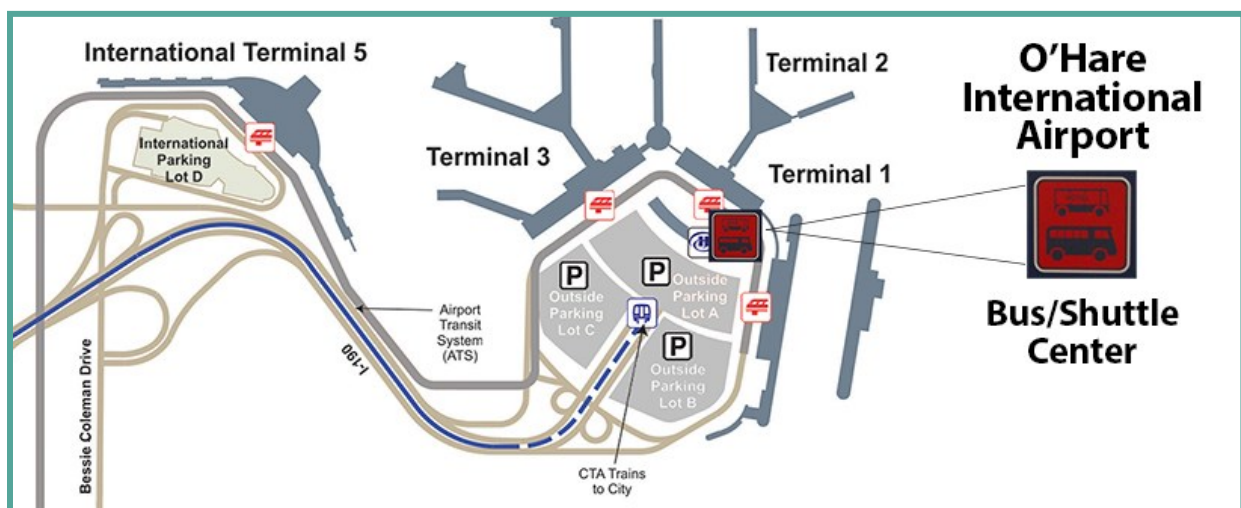 International Terminal 5
Terminal 2
O'Hare
International
Airport
International
Parking
Lot D
Terminal 3
Terminal 1
H
P
Outside
Parking
Lot C
P
Outside
Parking
Lot A
P
Outside
Parking
Lot B
Airport
Transit
System
(ATS)
I-190
Bessie Coleman Drive
CTA Trains
to City
Bus/Shuttle
Center